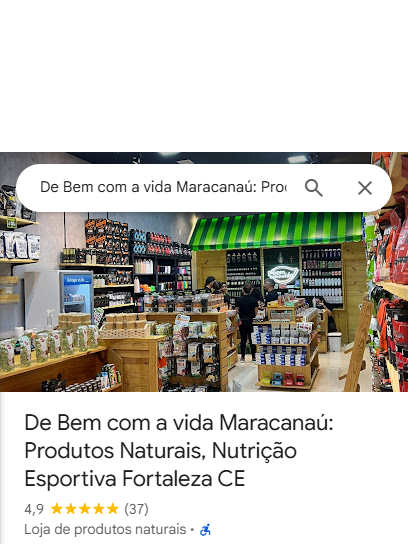 De Bem com a vida Maracanaú: Prod
De Bem com a vida Maracanaú:
Produtos Naturais, Nutrição
Esportiva Fortaleza CE
4,9 (37)
Loja de produtos naturais ·